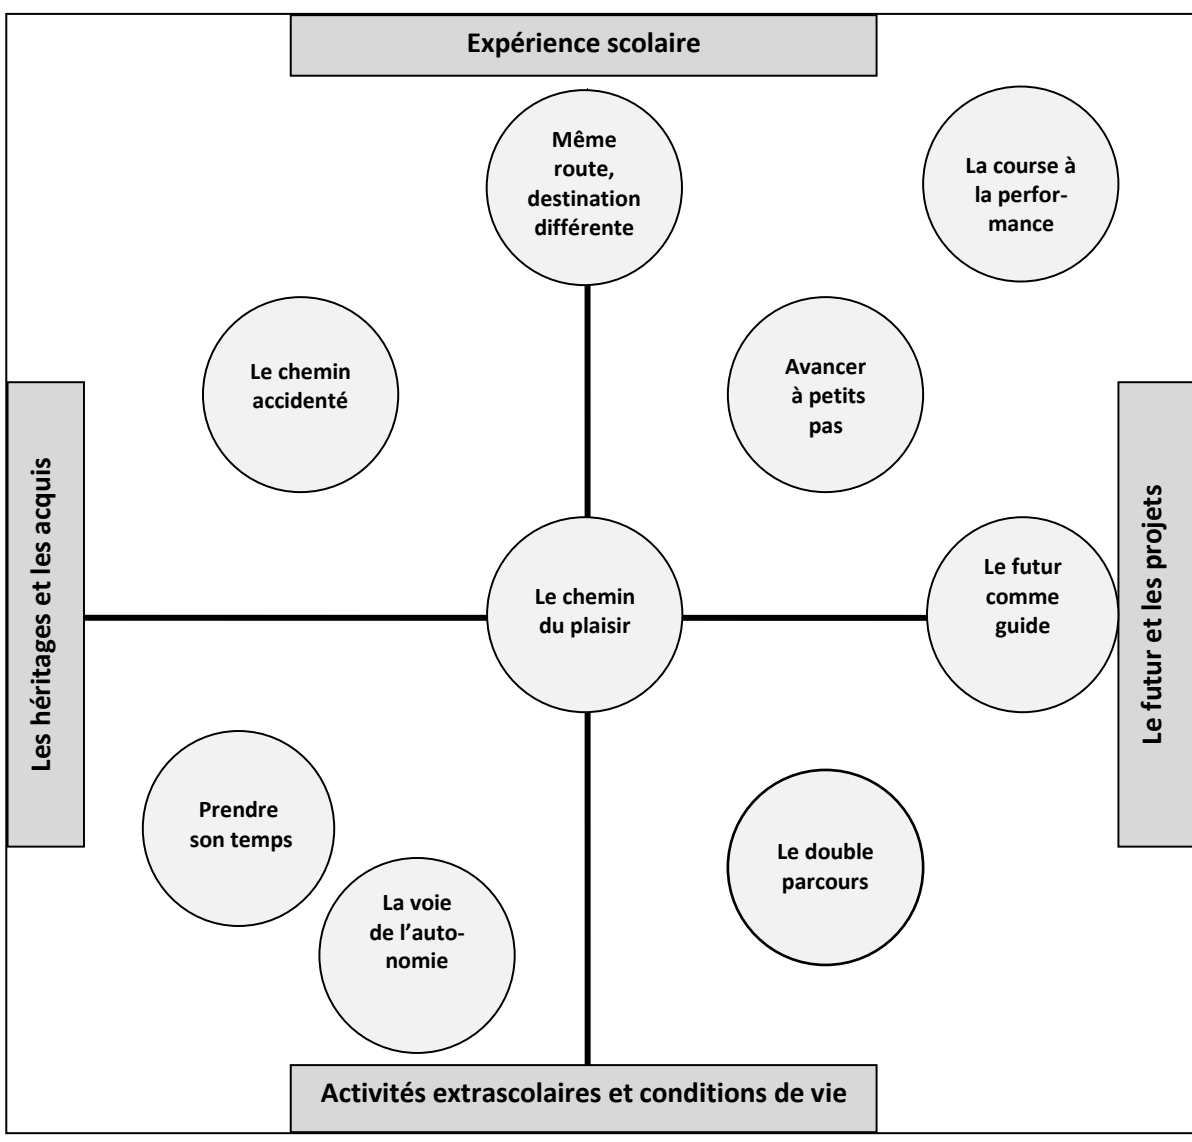 Expérience scolaire
Même
route,
destination
différente
La course à
la perfor-
mance
Le chemin
accidenté
Avancer
à petits
pas
Les héritages et les acquis
Le chemin
du plaisir
Le futur
comme
guide
Le futur et les projets
Prendre
son temps
La voie
de l’auto-
nomie
Le double
parcours
Activités extrascolaires et conditions de vie